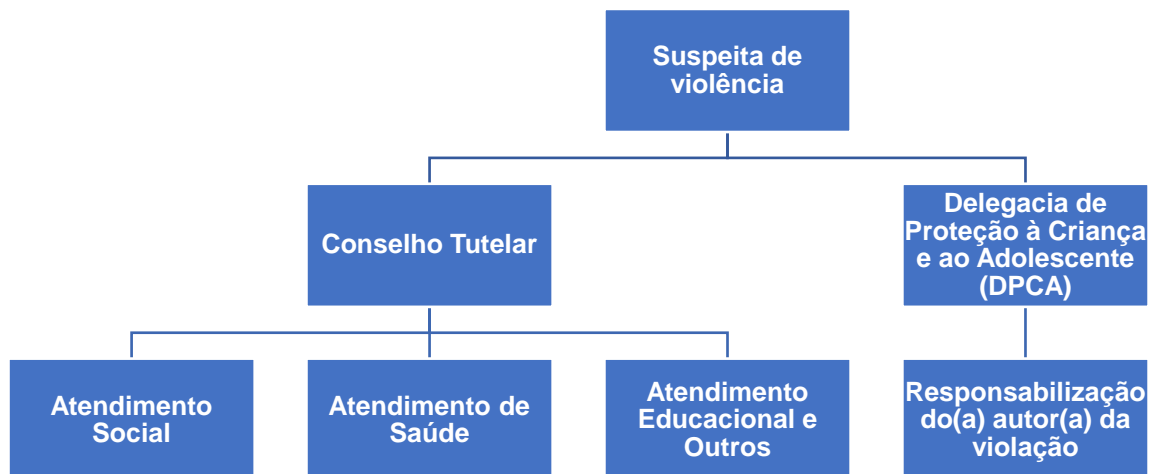 Suspeita de
violência
Conselho Tutelar
Delegacia de
Proteção à Criança
e ao Adolescente
(DPCA)
Atendimento
Social
Atendimento de
Saúde
Atendimento
Educacional e
Outros
Responsabilização
do(a) autor(a) da
violação